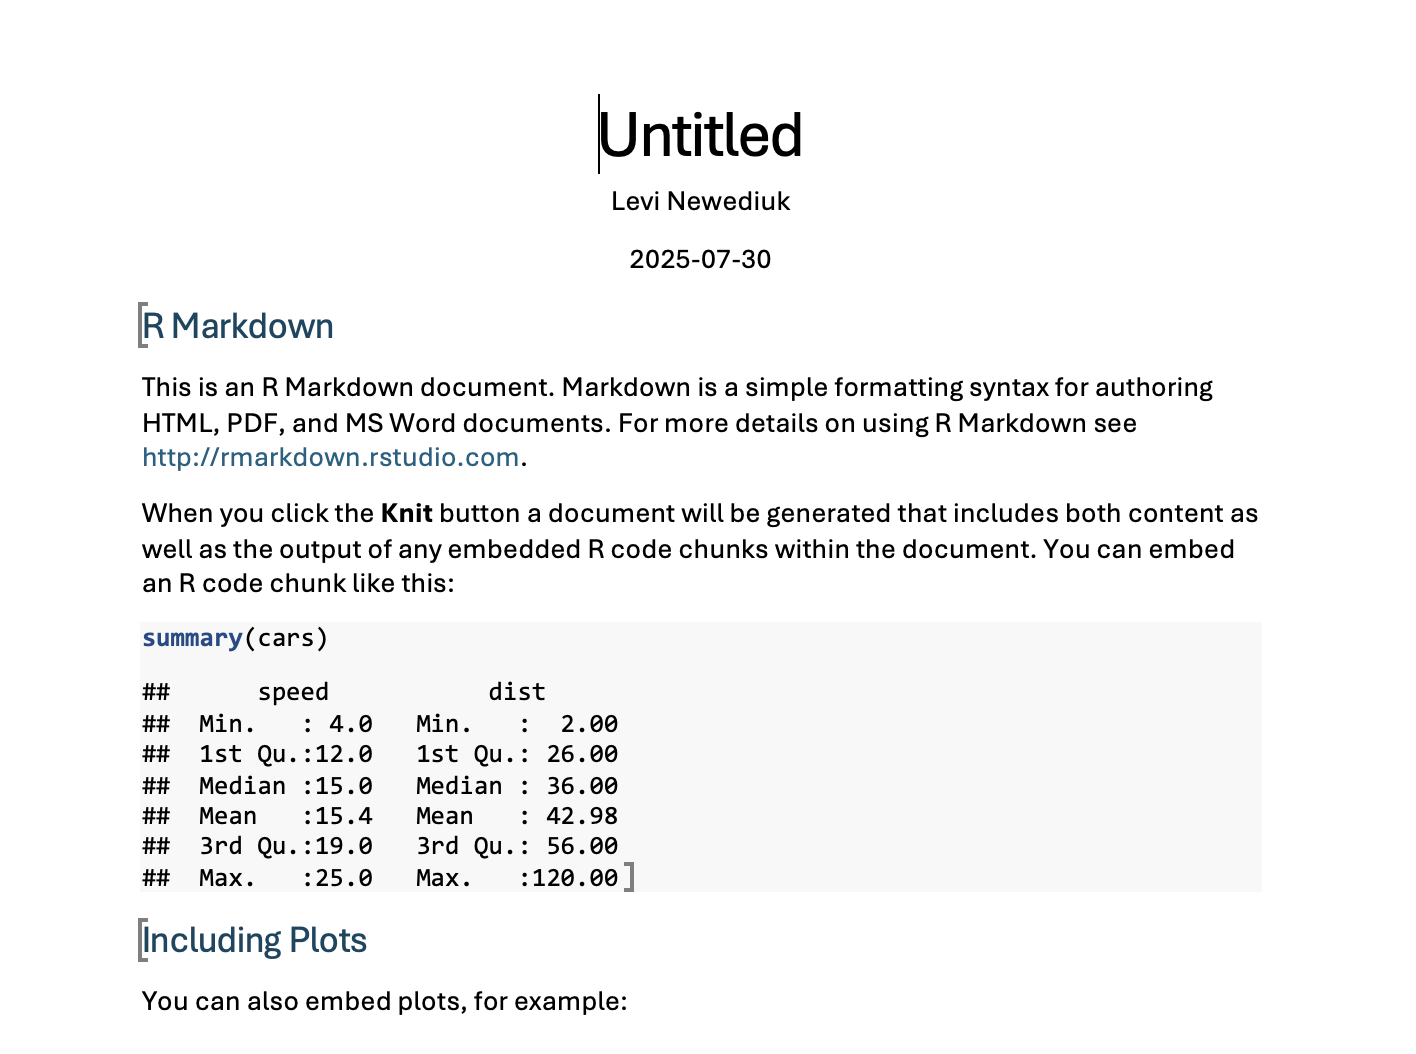 Untitled
Levi Newediuk
2025-07-30
R Markdown
This is an R Markdown document. Markdown is a simple formatting syntax for authoring
HTML, PDF, and MS Word documents. For more details on using R Markdown see
http://rmarkdown.rstudio.com.
When you click the Knit button a document will be generated that includes both content as
well as the output of any embedded R code chunks within the document. You can embed
an R code chunk like this:
summary(cars)
##      speed           dist
##  Min.   : 4.0   Min.   :  2.00
##  1st Qu.:12.0   1st Qu.: 26.00
##  Median :15.0   Median : 36.00
##  Mean   :15.4   Mean   : 42.98
##  3rd Qu.:19.0   3rd Qu.: 56.00
##  Max.   :25.0   Max.   :120.00
Including Plots
You can also embed plots, for example: